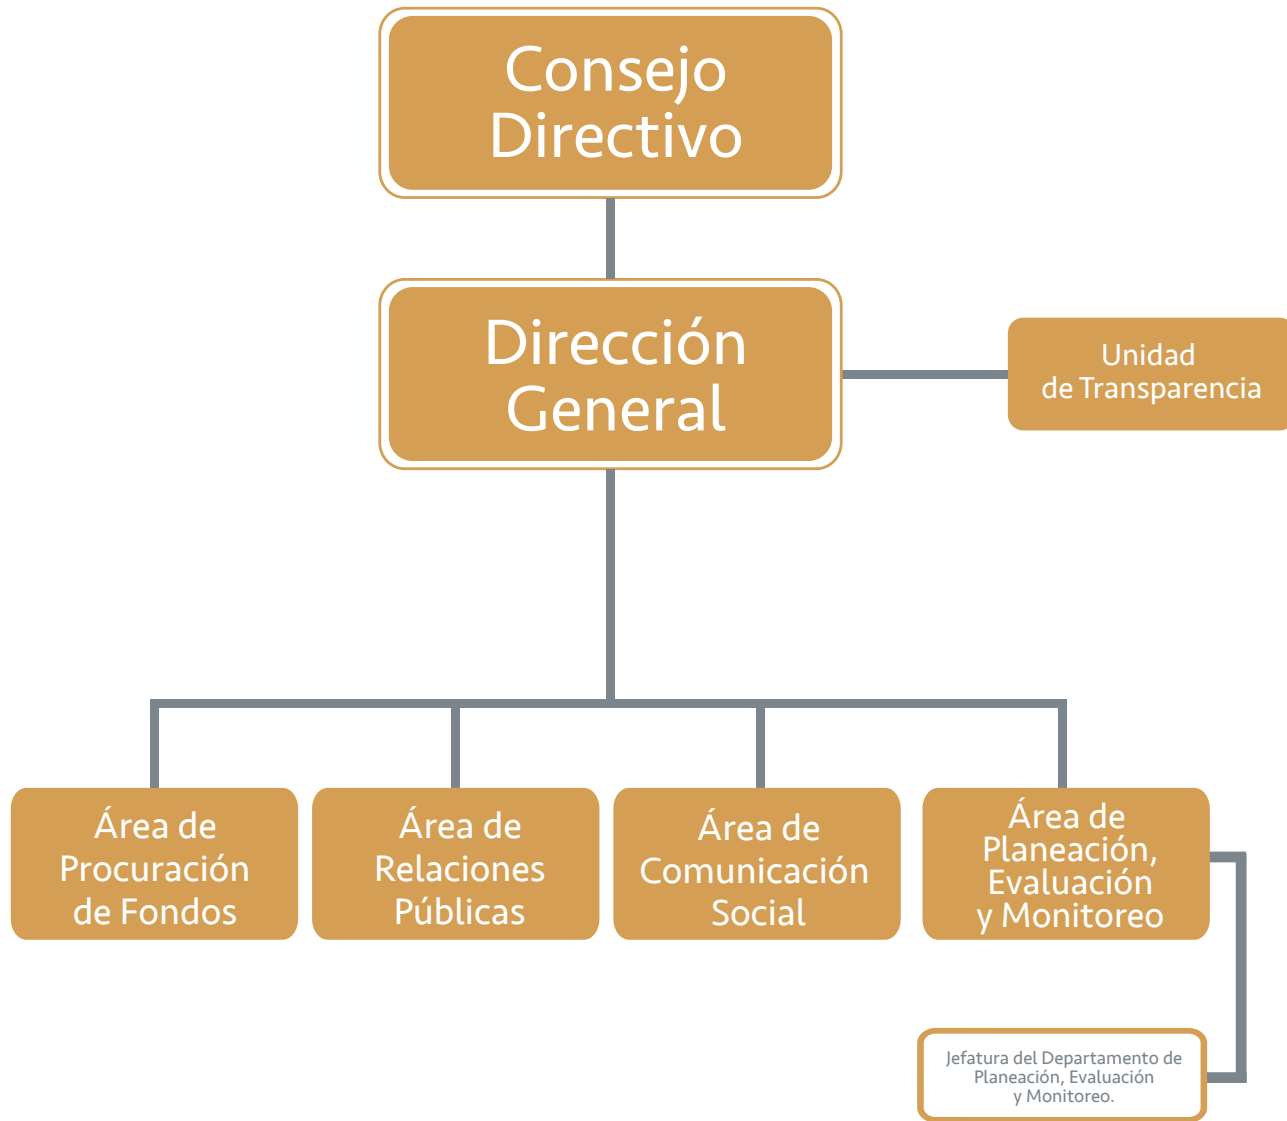 Consejo
Directivo
Dirección
General
Unidad
de Transparencia
Área de
Procuración
de Fondos
Área de
Relaciones
Públicas
Área de
Comunicación
Social
Área de
Planeación,
Evaluación
y Monitoreo
Jefatura del Departamento de
Planeación, Evaluación
y Monitoreo.